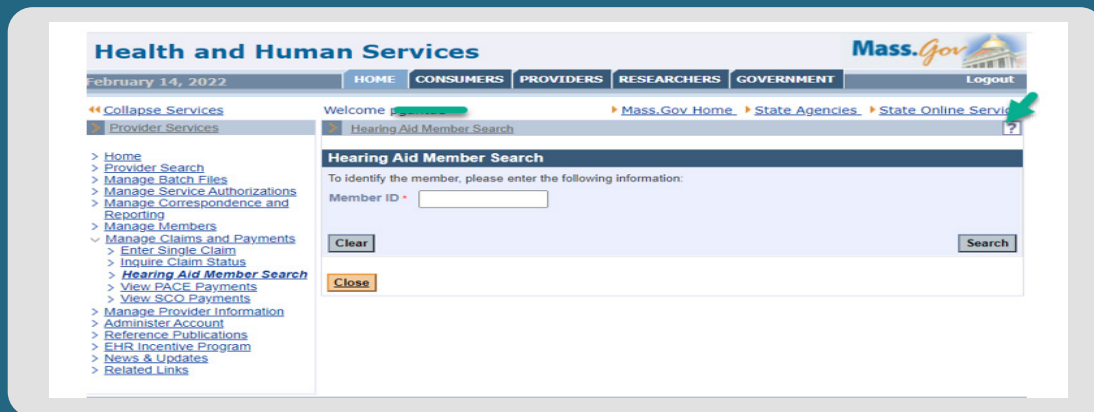 Health and Human Services
Mass.Gov
February 14, 2022
HOME CONSUMERS PROVIDERS RESEARCHERS GOVERNMENT Logout
Collapse Services
Welcome
Mass.Gov Home State Agencies State Online
Provider Services
Hearing Aid Member Search
?
> Home
> Provider Search
> Manage Batch Files
> Manage Service Authorizations
> Manage Correspondence and
Reporting
> Manage Members
Manage Claims and Payments
> Enter Single Claim
> Inquire Claim Status
> Hearing Aid Member Search
> View PACE Payments
> View SCO Payments
> Manage Provider Information
> Administer Account
> Reference Publications
> EHR Incentive Program
> News & Updates
> Related Links
Hearing Aid Member Search
To identify the member, please enter the following information:
Member ID *
Clear
Search
Close